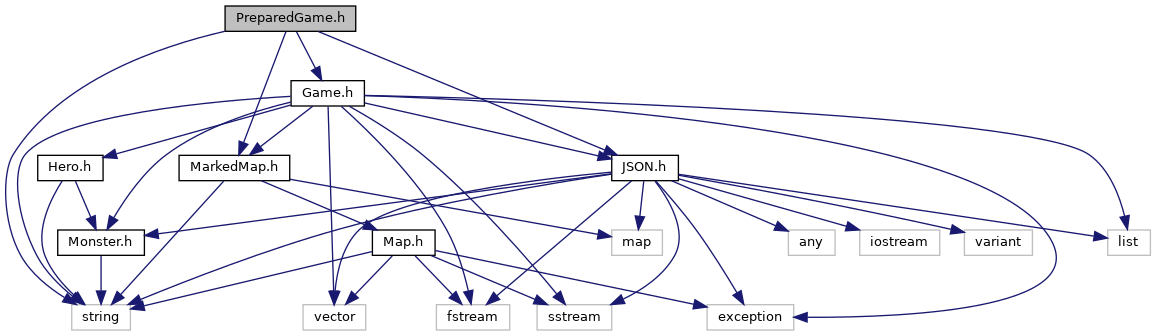 PreparedGame.h
Game.h
Hero.h
MarkedMap.h
JSON.h
Monster.h
Map.h
map
any
iostream
variant
list
string
vector
fstream
sstream
exception